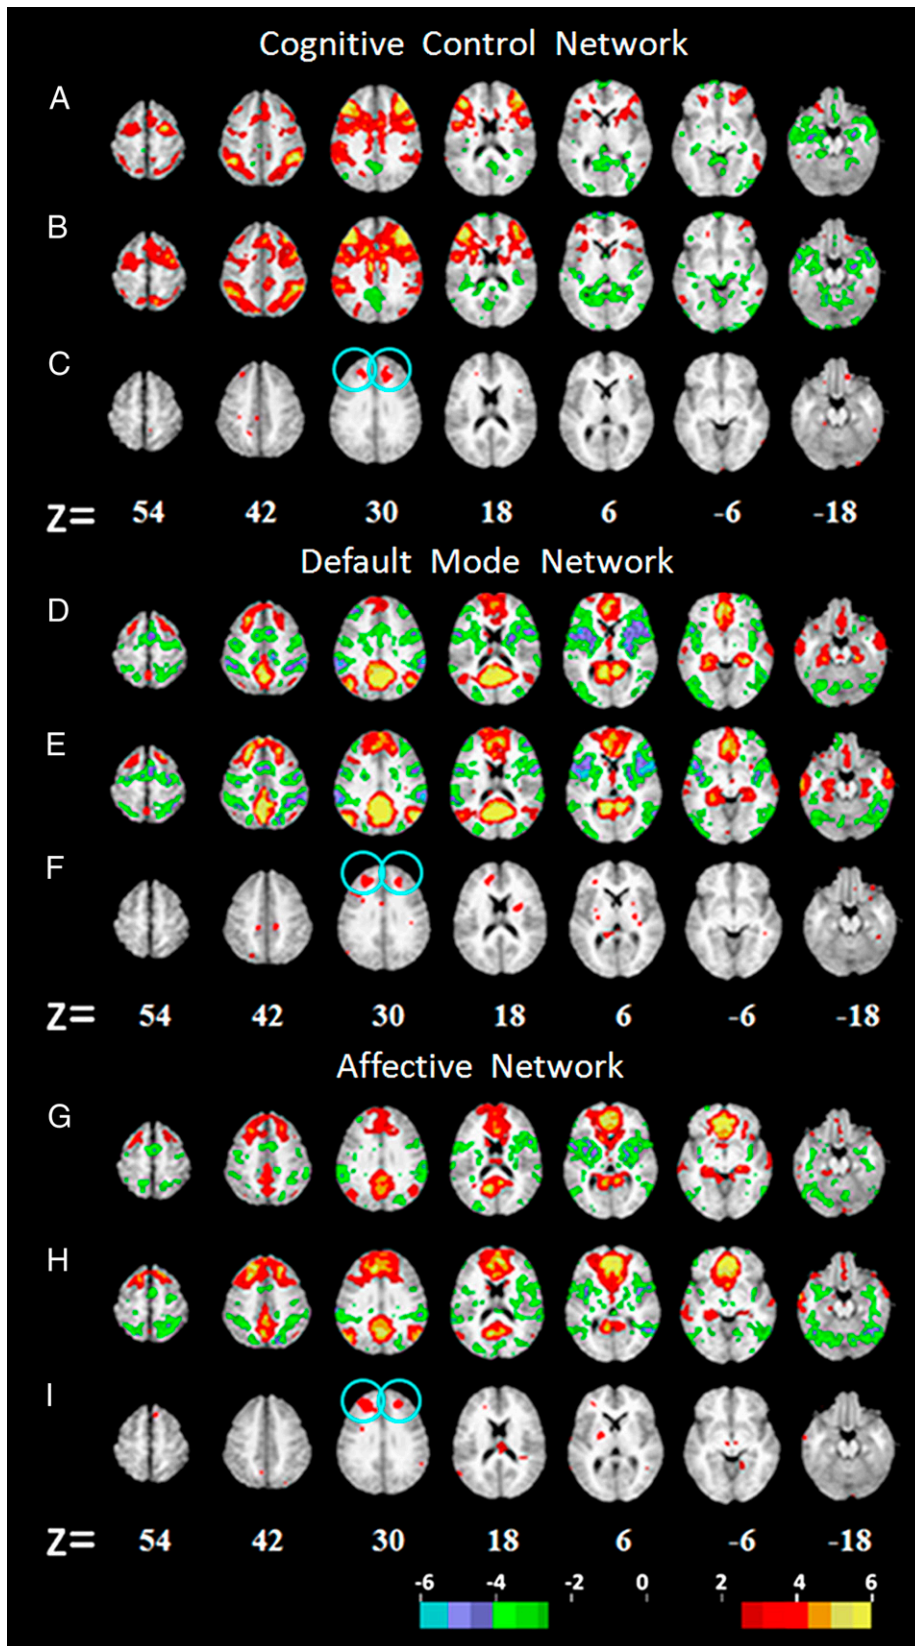 Cognitive Control Network
A
B
C
Z= 54 42 30 18 6 -6 -18
Default Mode Network
D
E
F
Z= 54 42 30 18 6 -6 -18
Affective Network
G
H
I
Z= 54 42 30 18 6 -6 -18
-6 -4 -2 0 2 4 6